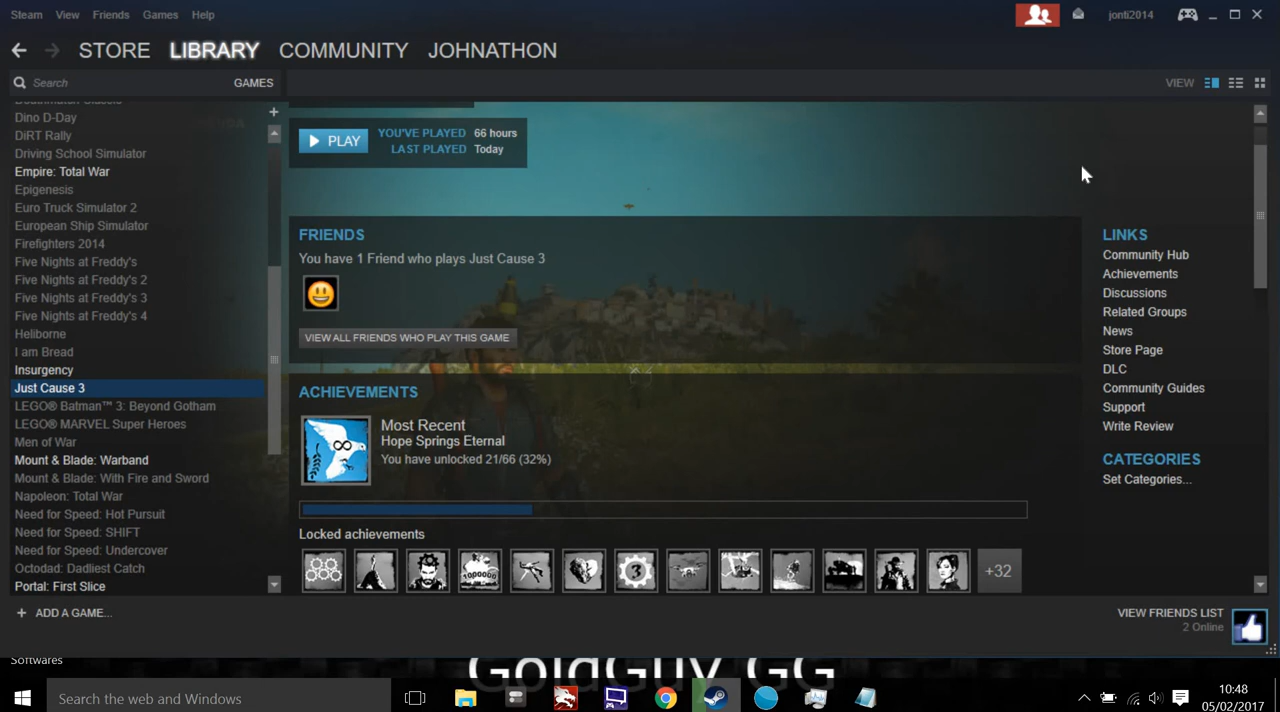 Steam View Friends Games Help jonti2014
STORE LIBRARY COMMUNITY JOHNATHON
Search GAMES VIEW
Deathmatch Classic
Dino D-Day
DiRT Rally
Driving School Simulator
Empire: Total War
Epigenesis
Euro Truck Simulator 2
European Ship Simulator
Firefighters 2014
Five Nights at Freddy's
Five Nights at Freddy's 2
Five Nights at Freddy's 3
Five Nights at Freddy's 4
Heliborne
I am Bread
Insurgency
Just Cause 3
LEGO® Batman™ 3: Beyond Gotham
LEGO® MARVEL Super Heroes
Men of War
Mount & Blade: Warband
Mount & Blade: With Fire and Sword
Napoleon: Total War
Need for Speed: Hot Pursuit
Need for Speed: SHIFT
Need for Speed: Undercover
Octodad: Dadliest Catch
Portal: First Slice
+ ADD A GAME...
PLAY
YOU'VE PLAYED 66 hours
LAST PLAYED Today
FRIENDS
You have 1 Friend who plays Just Cause 3
VIEW ALL FRIENDS WHO PLAY THIS GAME
ACHIEVEMENTS
Most Recent
Hope Springs Eternal
You have unlocked 21/66 (32%)
Locked achievements
1000000
3
+32
LINKS
Community Hub
Achievements
Discussions
Related Groups
News
Store Page
DLC
Community Guides
Support
Write Review
CATEGORIES
Set Categories...
VIEW FRIENDS LIST
2 Online
Softwares
GoldGuy GG
Search the web and Windows
10:48
05/02/2017